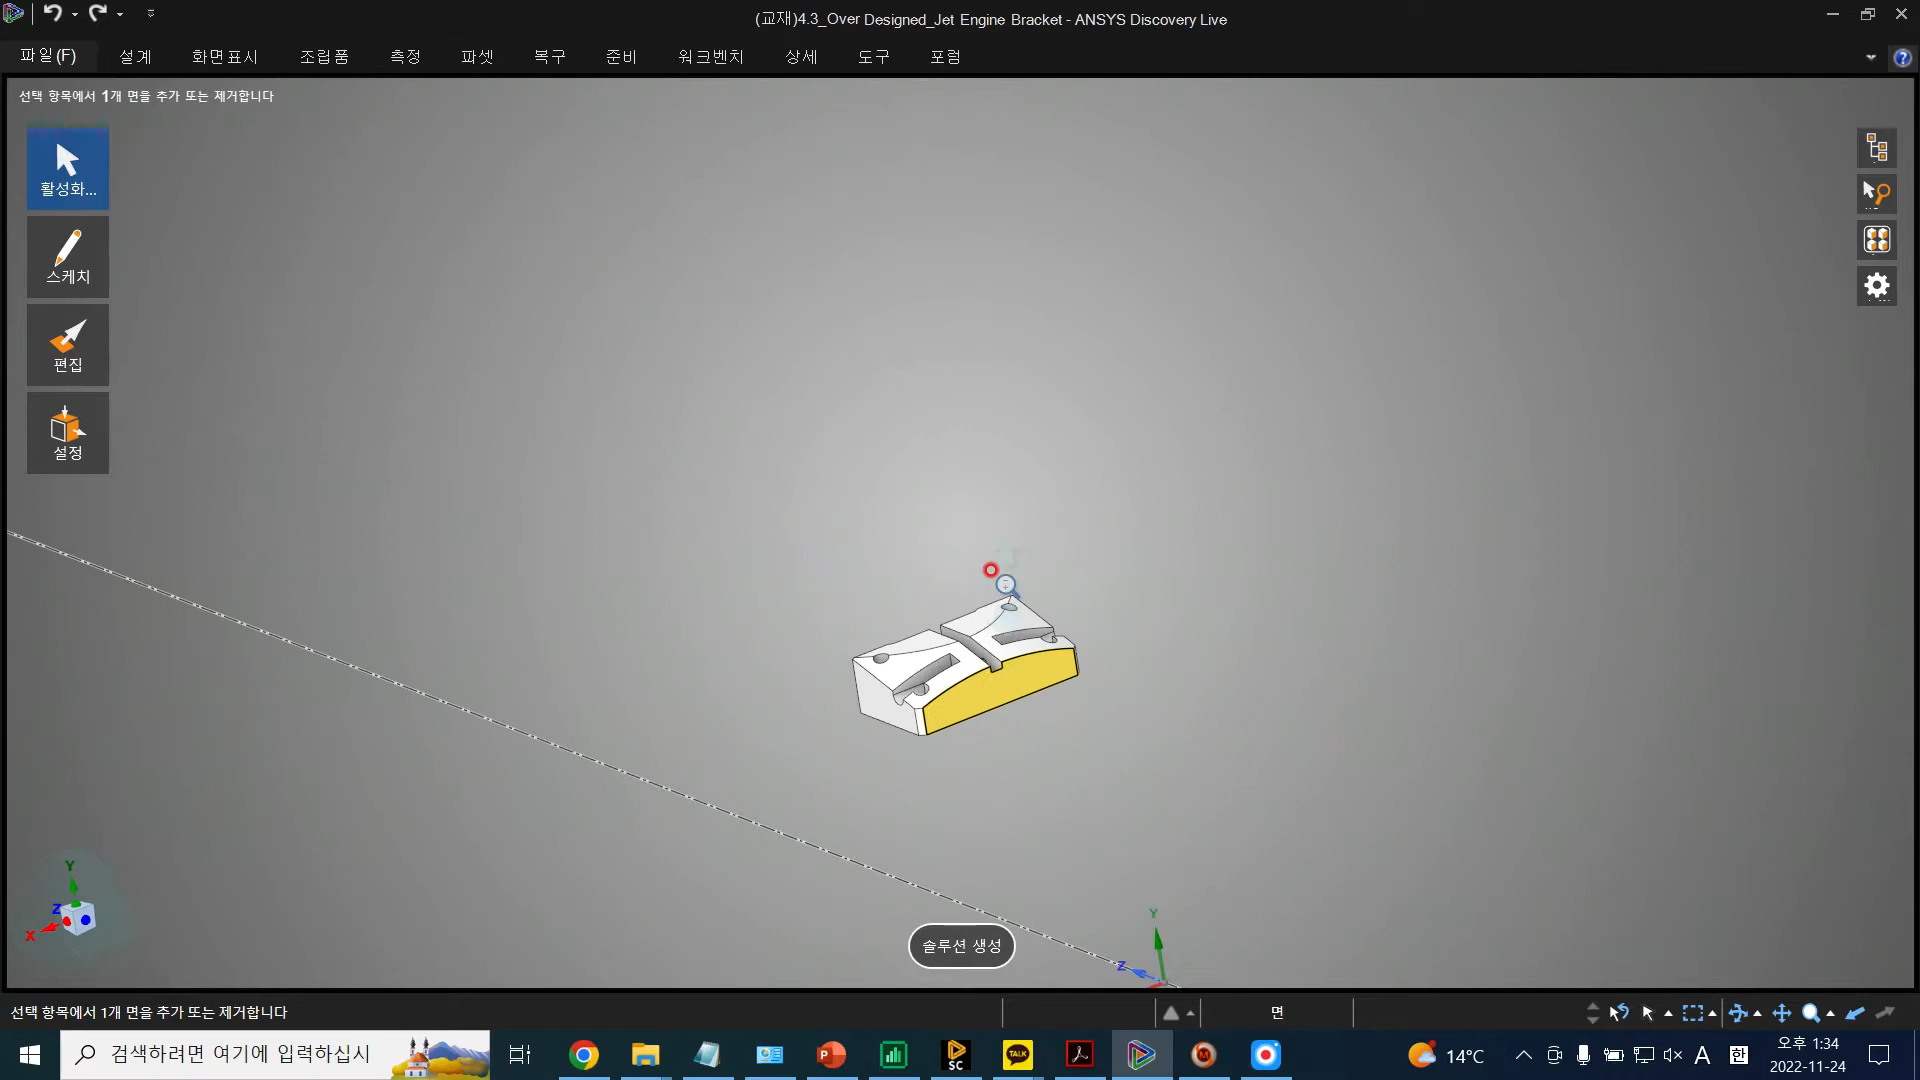 (교재)4.3_Over Designed_Jet Engine Bracket - ANSYS Discovery Live
파일(F) 설계 화면표시 조립품 측정 파셋 복구 준비 워크벤치 상세 도구 포럼
선택 항목에서 1개 면을 추가 또는 제거합니다
활성화...
스케치
편집
설정
Y
Z
X
솔루션 생성
Y
Z
선택 항목에서 1개 면을 추가 또는 제거합니다
면
검색하려면 여기에 입력하십시
P
SC
TALK
M
14°C
A
한
오후 1:34
2022-11-24